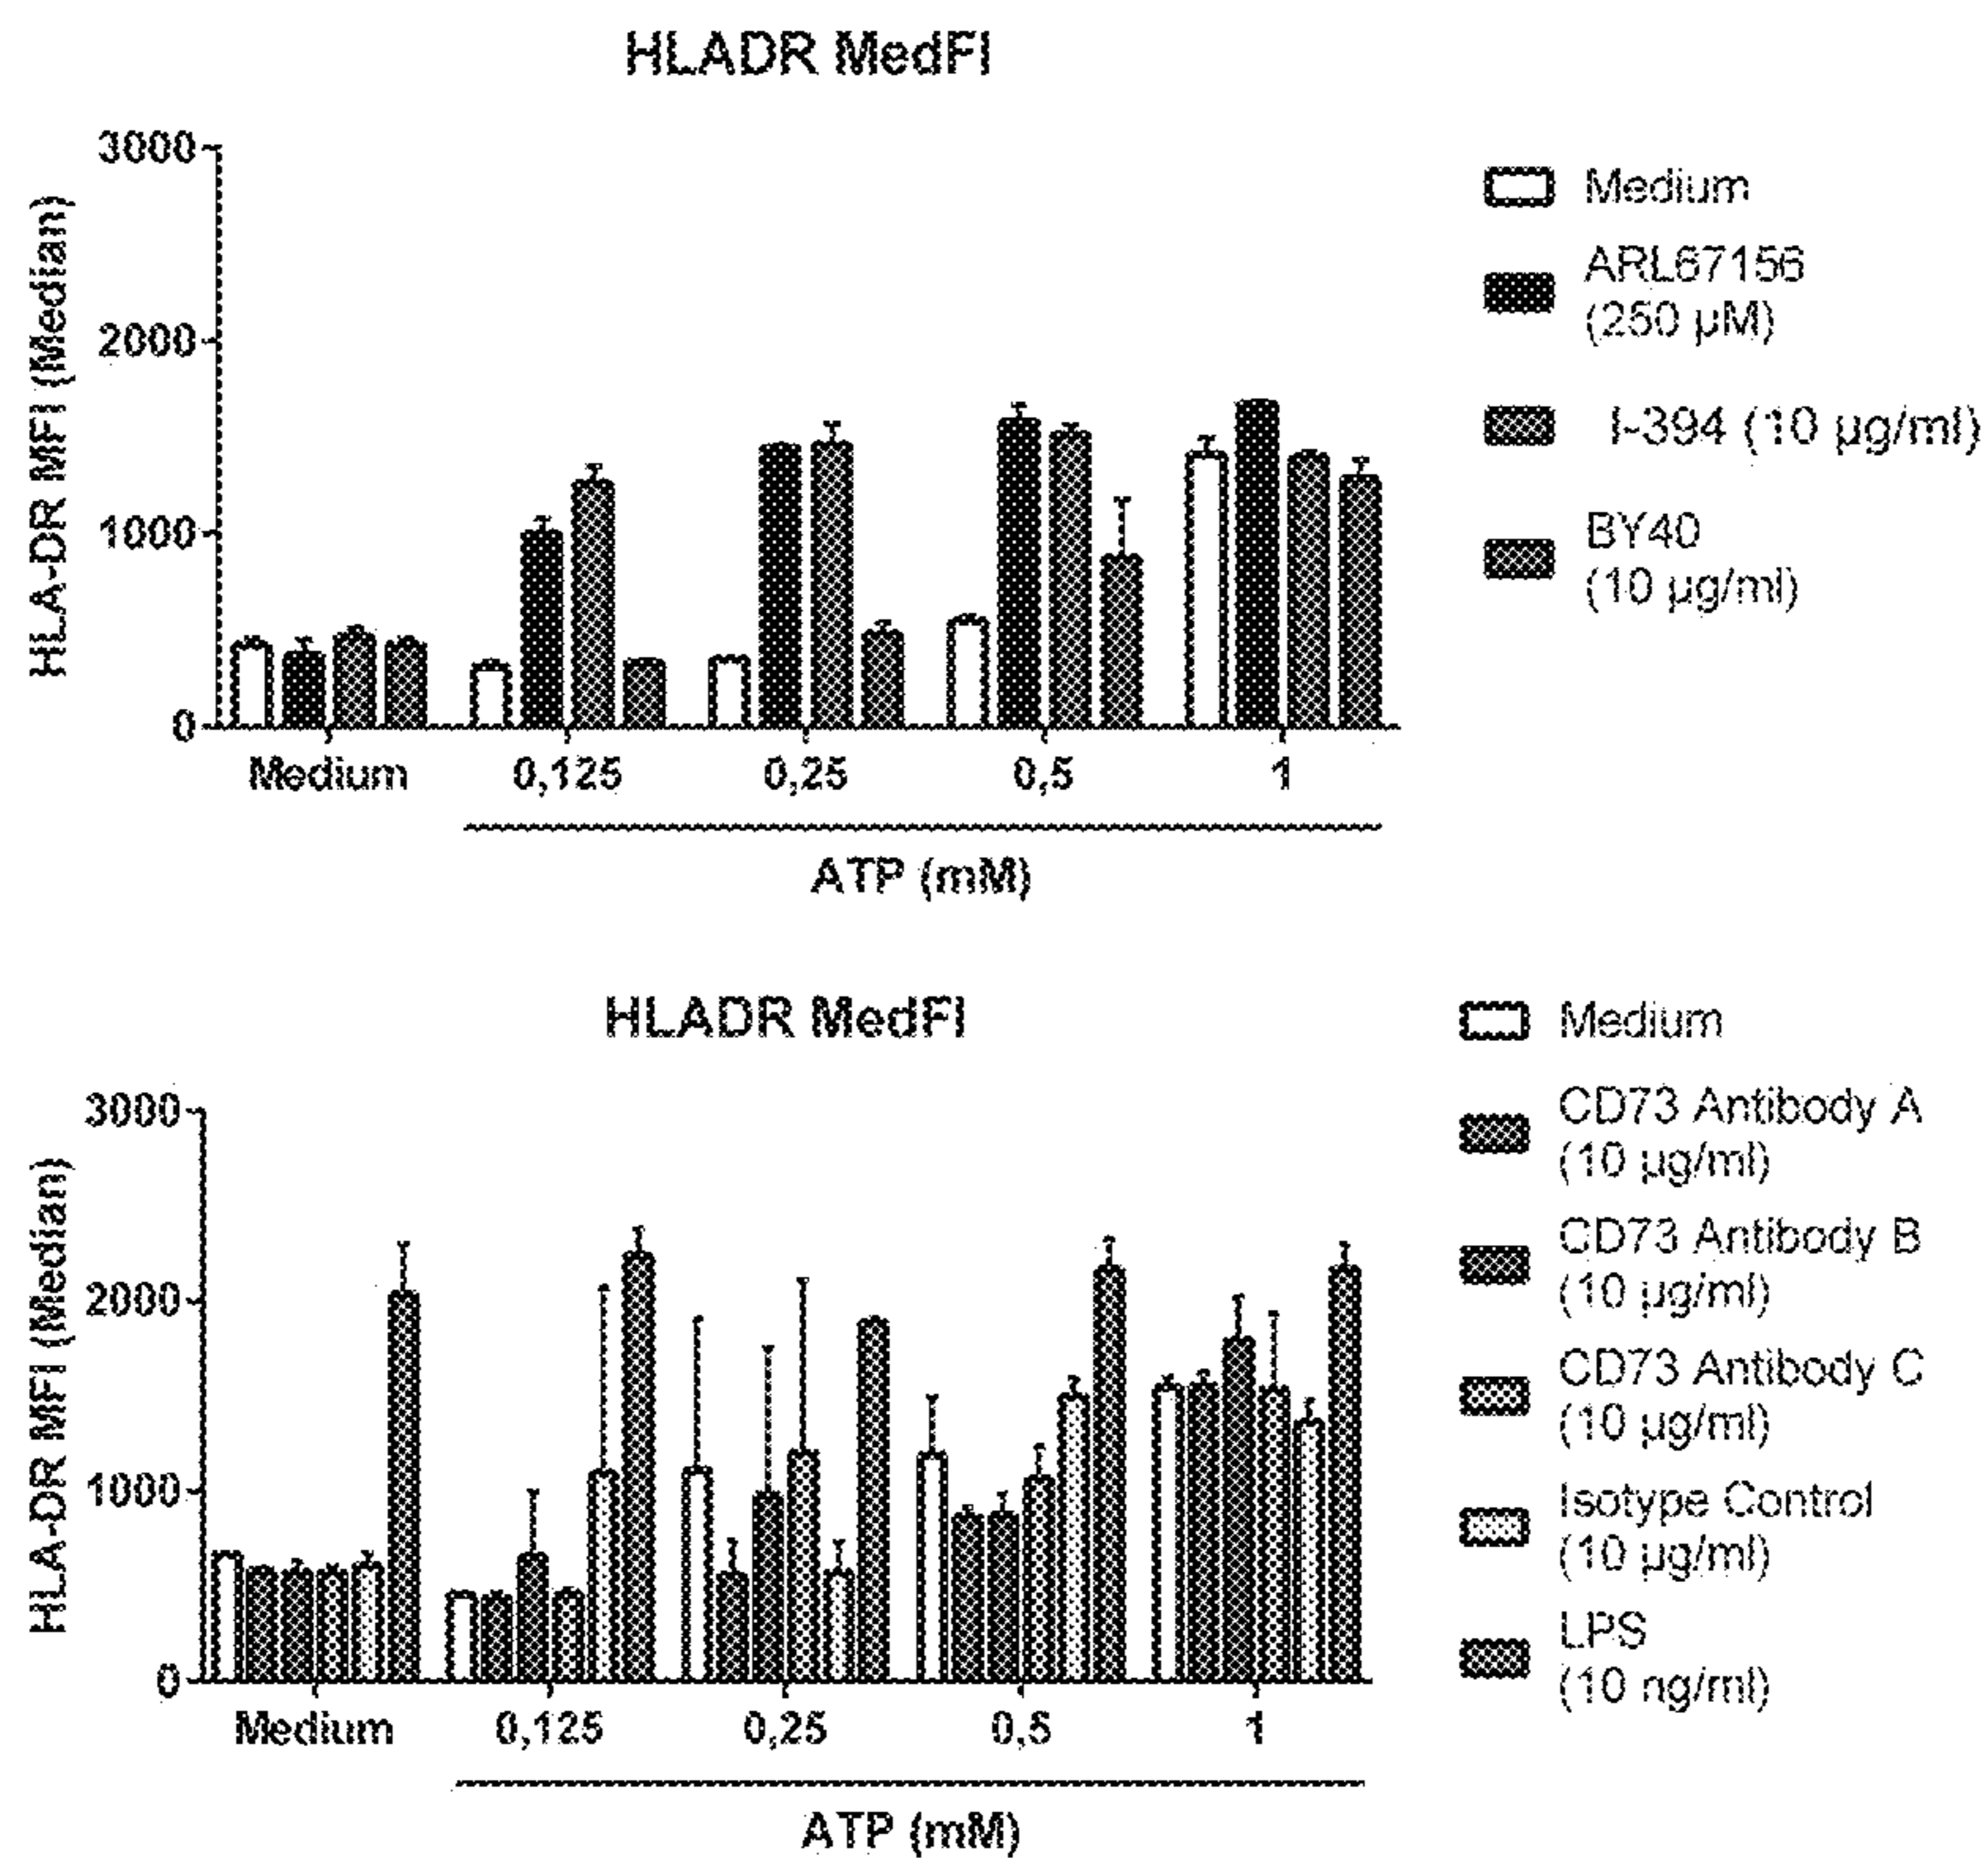 HLADR MedFI
HLA-DR MFI (Median)
3000
2000
1000
0
Medium
0,125
0,25
0,5
1
ATP (mM)
Medium
ARL67156
(250 µM)
I-394 (10 µg/ml)
BY40
(10 µg/ml)
HLADR MedFI
HLA-DR MFI (Median)
3000
2000
1000
0
Medium
0,125
0,25
0,5
1
ATP (mM)
Medium
CD73 Antibody A
(10 µg/ml)
CD73 Antibody B
(10 µg/ml)
CD73 Antibody C
(10 µg/ml)
Isotype Control
(10 µg/ml)
LPS
(10 ng/ml)